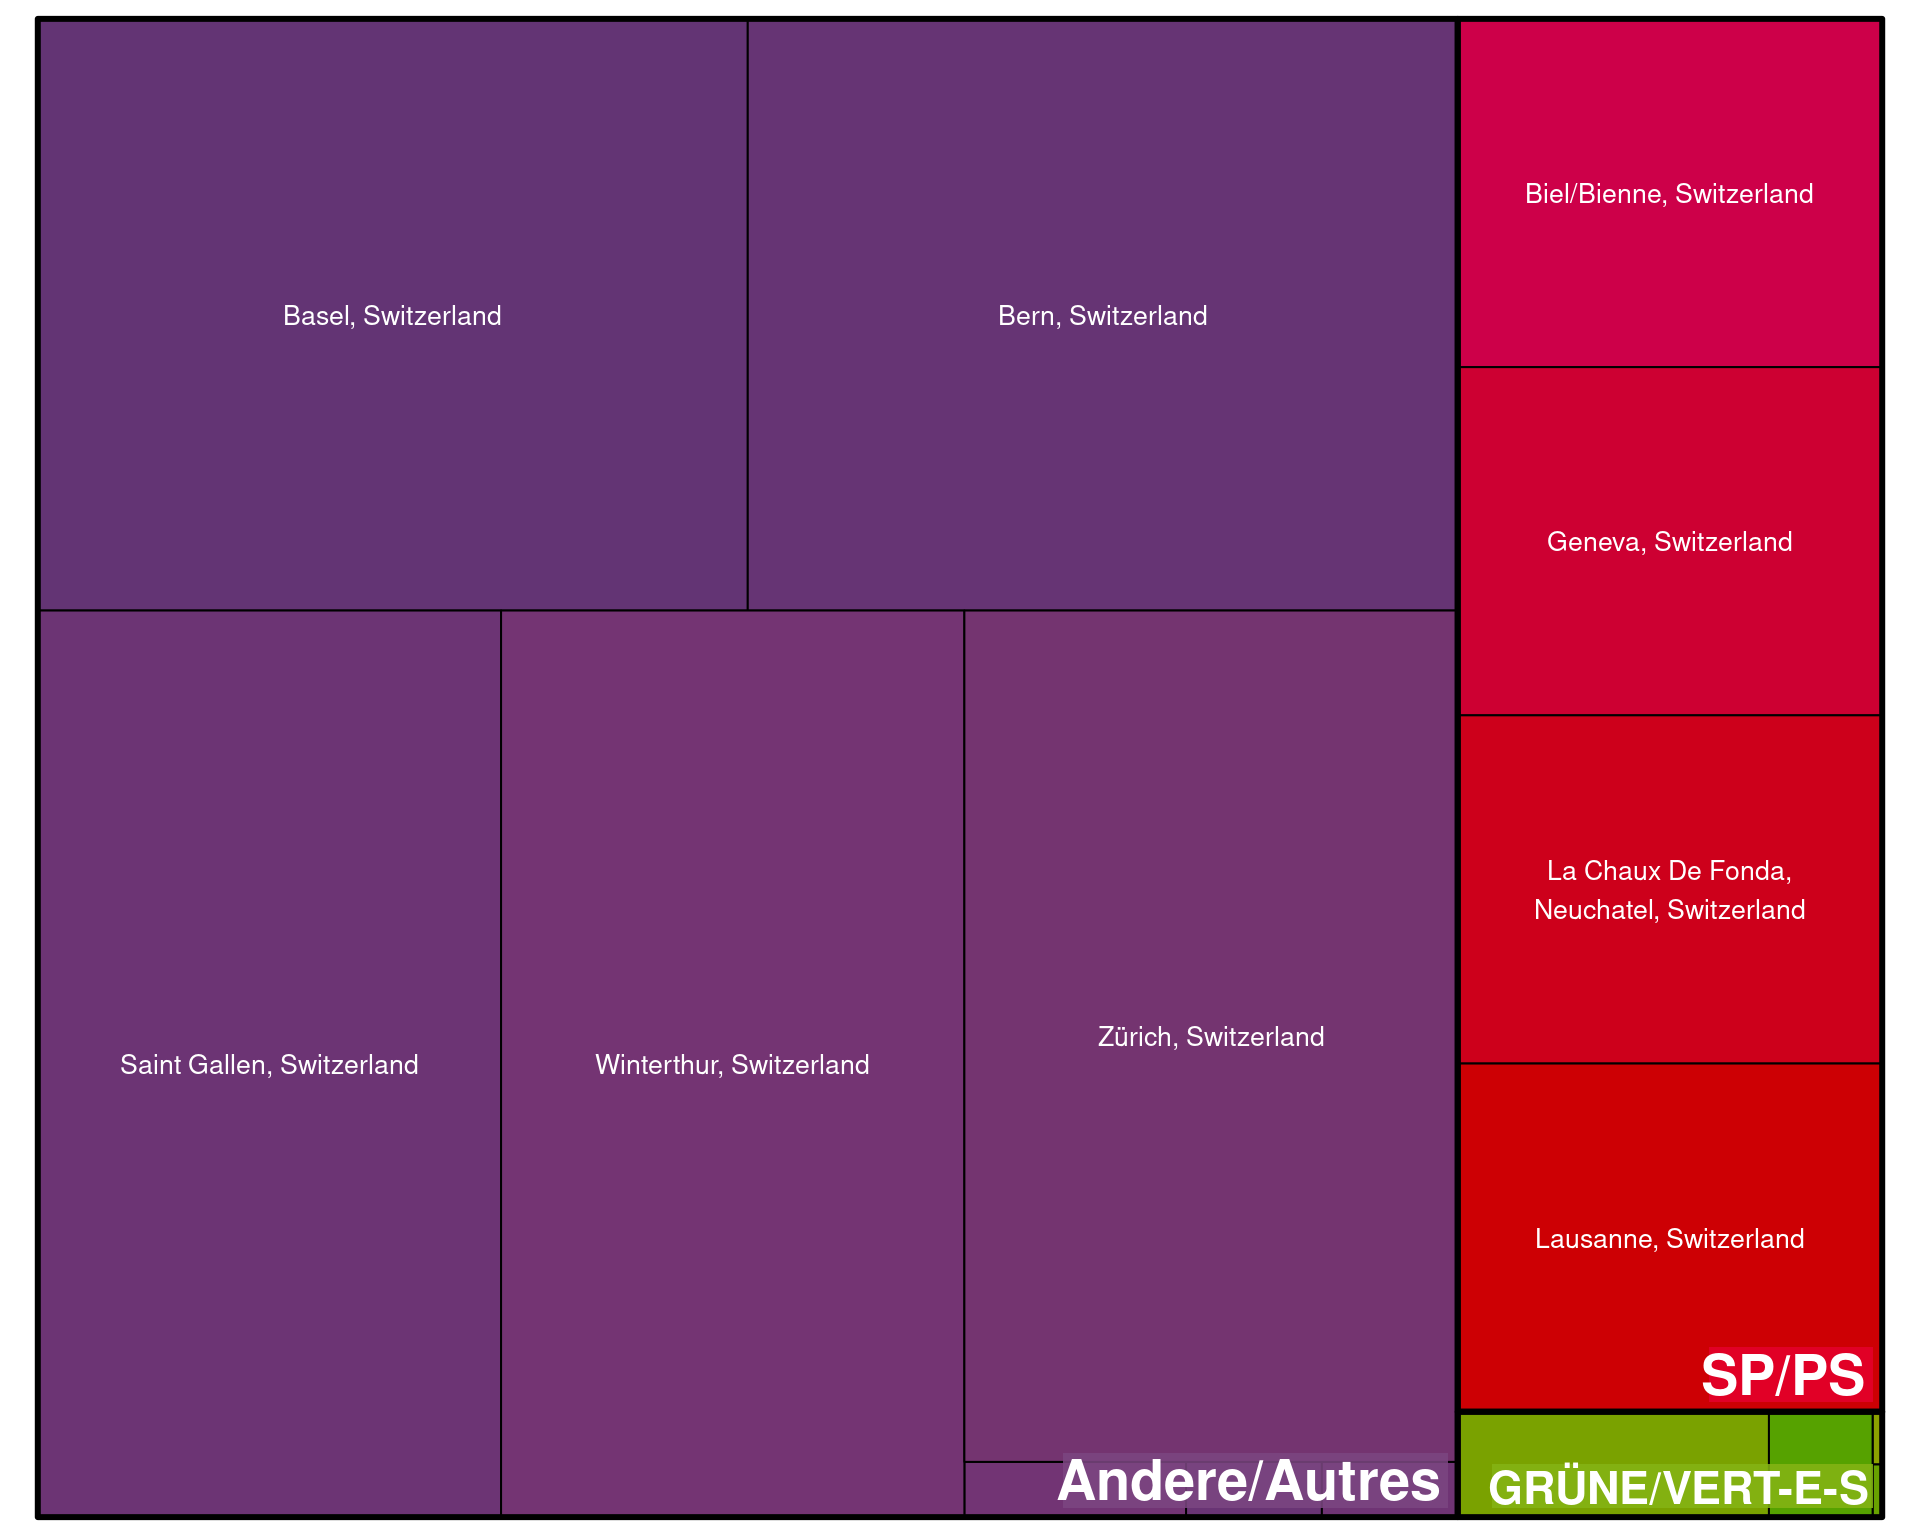 Basel, Switzerland
Bern, Switzerland
Saint Gallen, Switzerland
Winterthur, Switzerland
Zürich, Switzerland
Andere/Autres
Biel/Bienne, Switzerland
Geneva, Switzerland
La Chaux De Fonda,
Neuchatel, Switzerland
Lausanne, Switzerland
SP/PS
GRÜNE/VERT-E-S